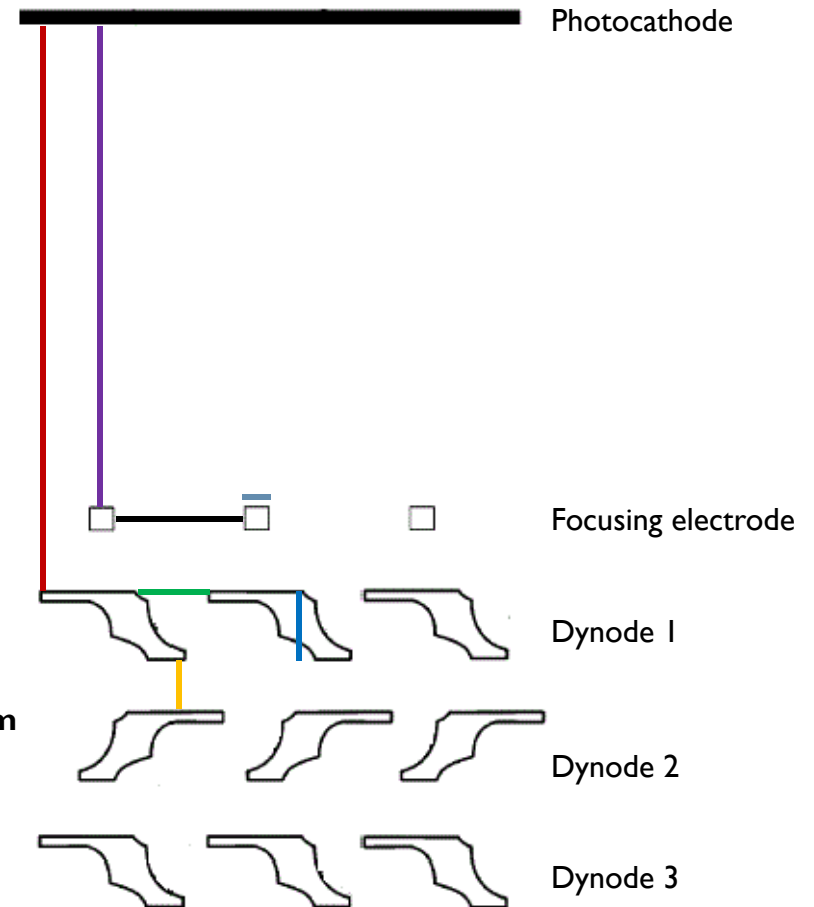 Photocathode
Focusing electrode
Dynode 1
m
Dynode 2
Dynode 3